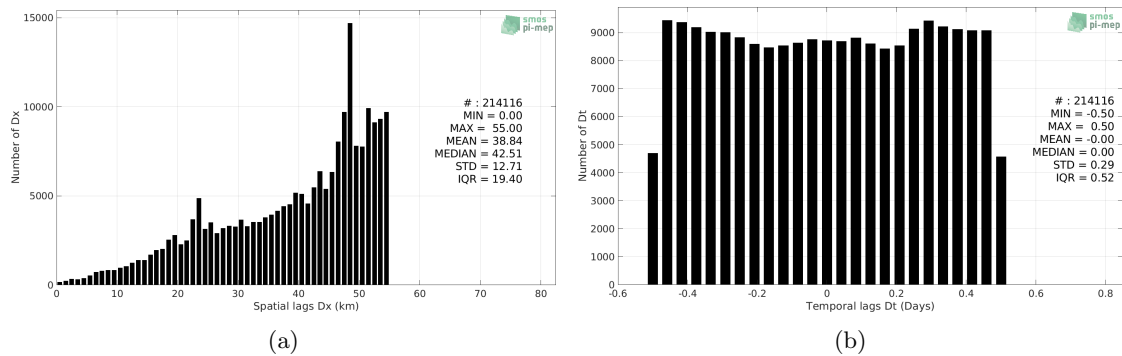 15000
10000
5000
0
Number of Dx
0
10
20
30
40
50
60
70
80
Spatial lags Dx (km)
smos
pi-mep
# : 214116
MIN = 0.00
MAX = 55.00
MEAN = 38.84
MEDIAN = 42.51
STD = 12.71
IQR = 19.40
(a)
9000
8000
7000
6000
5000
4000
3000
2000
1000
0
Number of Dt
-0.6
-0.4
-0.2
0
0.2
0.4
0.6
0.8
Temporal lags Dt (Days)
smos
pi-mep
# : 214116
MIN = -0.50
MAX = 0.50
MEAN = -0.00
MEDIAN = 0.00
STD = 0.29
IQR = 0.52
(b)